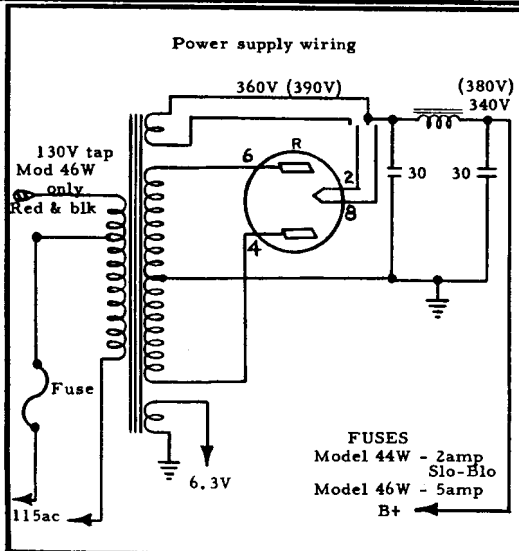 Power supply wiring
360V (390V)
(380V)
340V
130V tap
Mod 46W
only
Red & blk
R
6
2
8
4
30
30
Fuse
6.3V
115ac
FUSES
Model 44W - 2amp
Slo-Blo
Model 46W - 5amp
B+